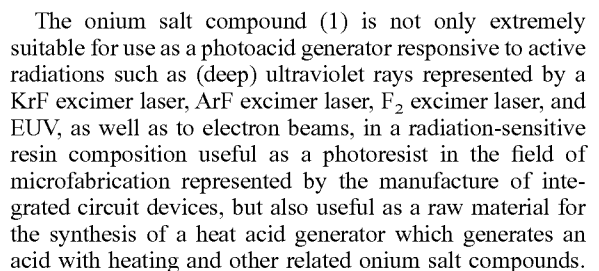 The onium salt compound (1) is not only extremely
suitable for use as a photoacid generator responsive to active
radiations such as (deep) ultraviolet rays represented by a
KrF excimer laser, ArF excimer laser, F₂ excimer laser, and
EUV, as well as to electron beams, in a radiation-sensitive
resin composition useful as a photoresist in the field of
microfabrication represented by the manufacture of inte-
grated circuit devices, but also useful as a raw material for
the synthesis of a heat acid generator which generates an
acid with heating and other related onium salt compounds.